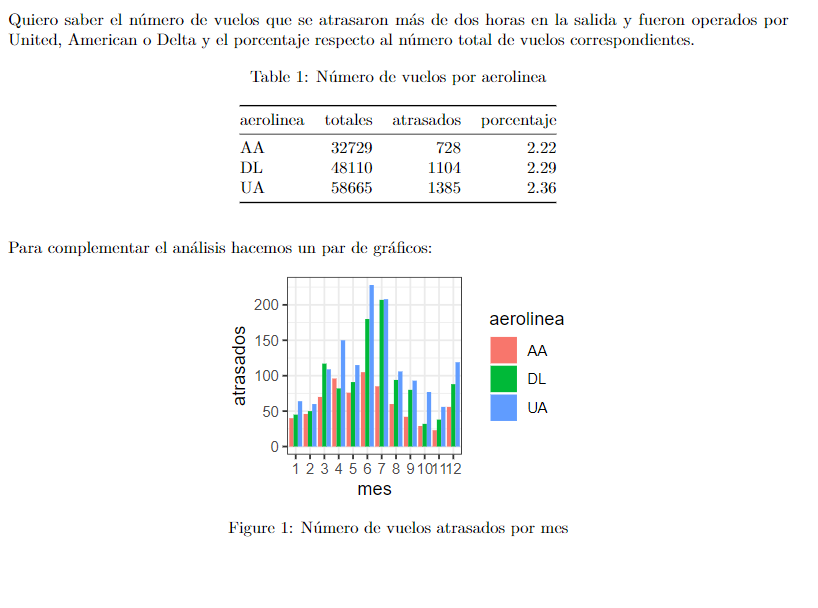 Quiero saber el número de vuelos que se atrasaron más de dos horas en la salida y fueron operados por
United, American o Delta y el porcentaje respecto al número total de vuelos correspondientes.
Table 1: Número de vuelos por aerolinea
aerolinea totales atrasados porcentaje
AA 32729 728 2.22
DL 48110 1104 2.29
UA 58665 1385 2.36
Para complementar el análisis hacemos un par de gráficos:
200
150
100
50
0
atrasados
1 2 3 4 5 6 7 8 9 10 11 12
mes
aerolinea
AA
DL
UA
Figure 1: Número de vuelos atrasados por mes